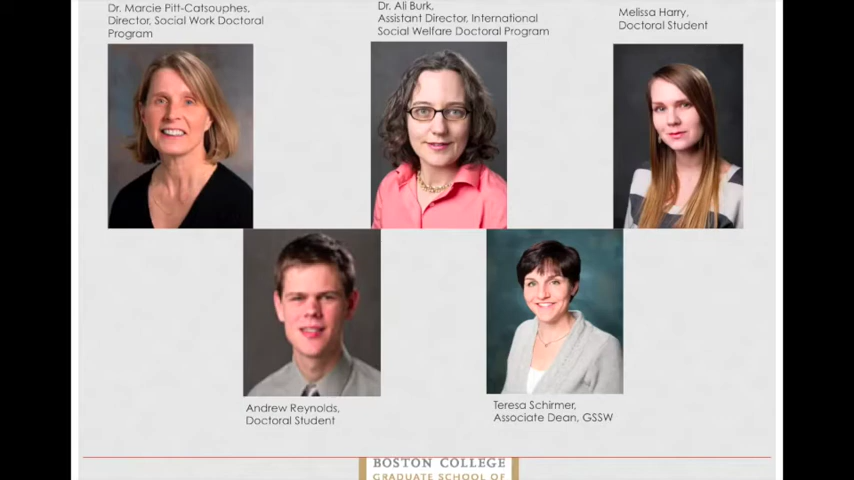 Dr. Marcie Pitt-Catsouphes,
Director, Social Work Doctoral
Program
Dr. Ali Burk,
Assistant Director, International
Social Welfare Doctoral Program
Melissa Harry,
Doctoral Student
Andrew Reynolds,
Doctoral Student
Teresa Schirmer,
Associate Dean, GSSW
BOSTON COLLEGE
GRADUATE SCHOOL OF